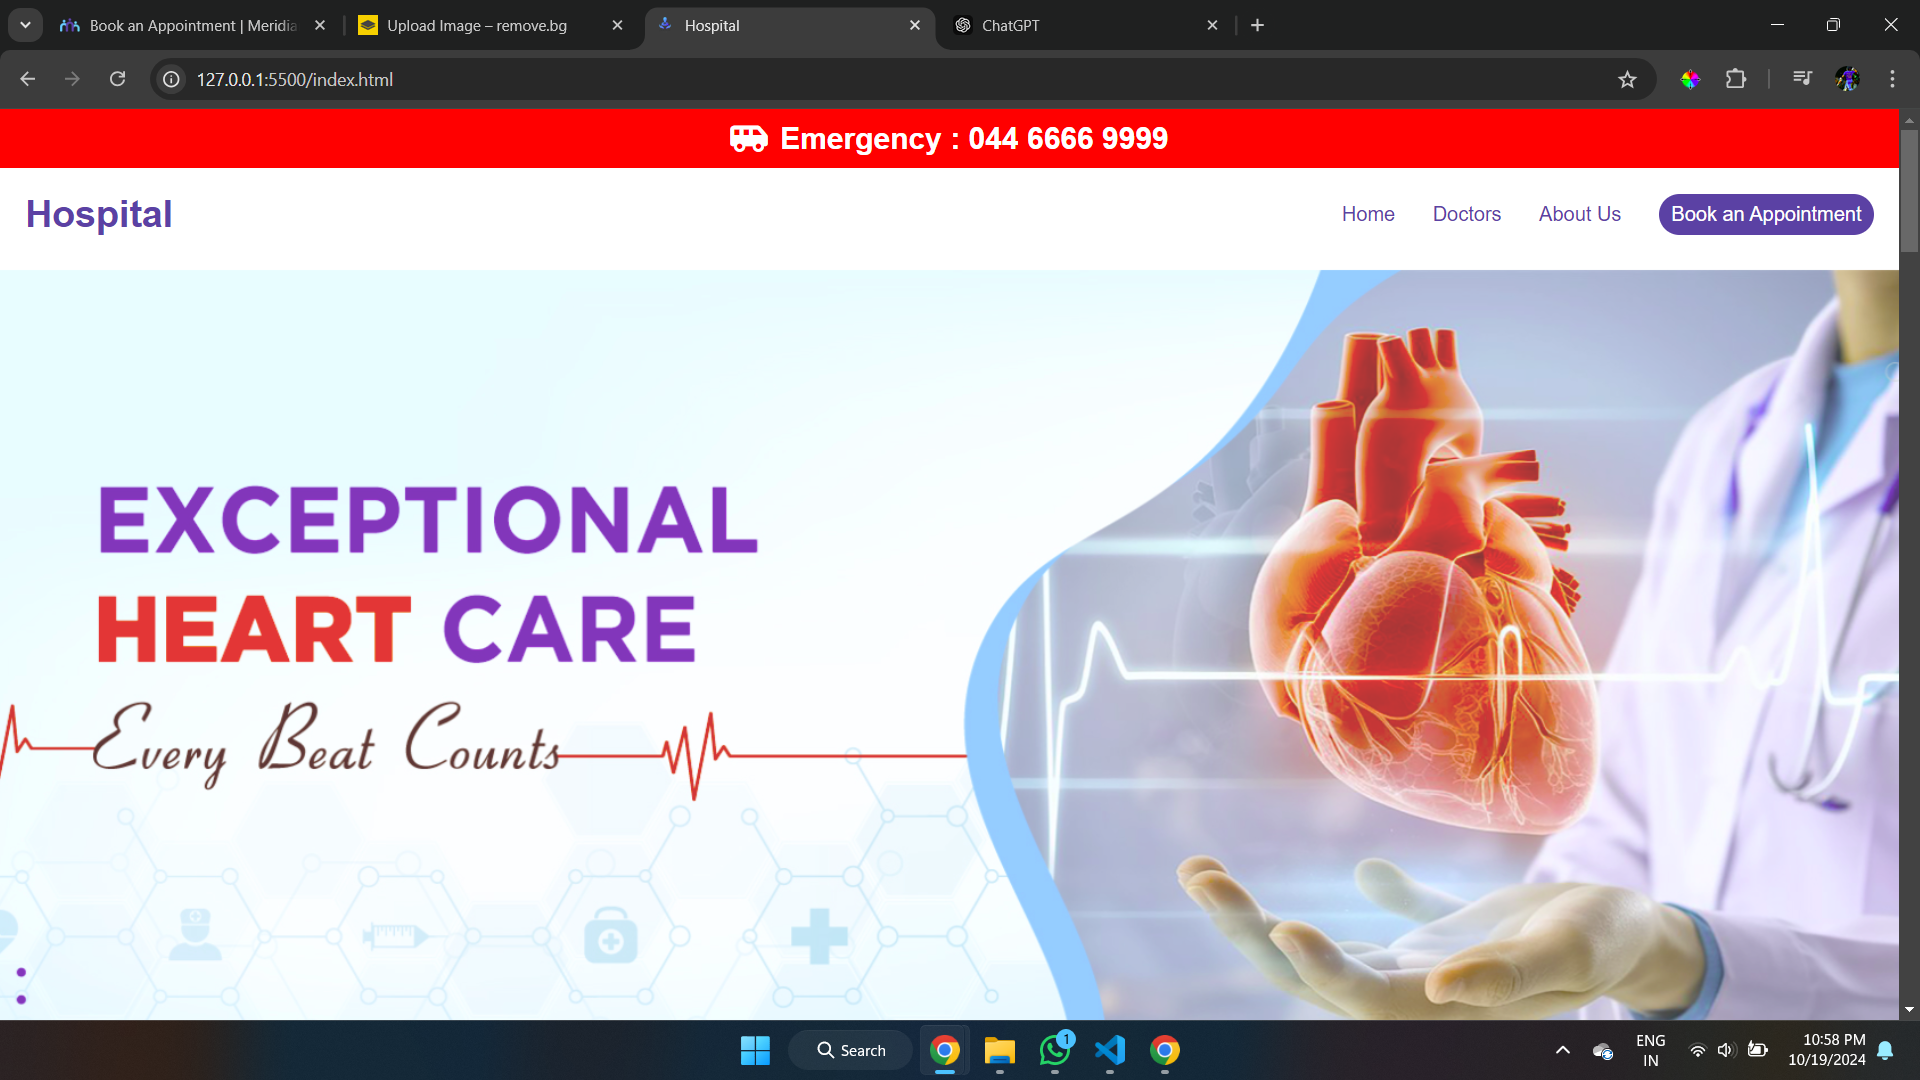 Book an Appointment | Meridia
Upload Image – remove.bg
Hospital
ChatGPT
127.0.0.1:5500/index.html
Emergency : 044 6666 9999
Hospital
Home
Doctors
About Us
Book an Appointment
EXCEPTIONAL
HEART CARE
Every Beat Counts
Search
1
ENG
IN
10:58 PM
10/19/2024